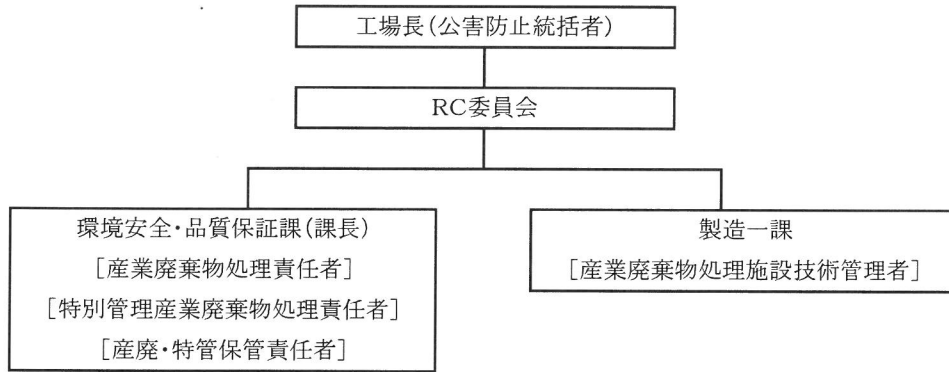 工場長(公害防止統括者)
RC委員会
環境安全・品質保証課(課長)
[産業廃棄物処理責任者]
[特別管理産業廃棄物処理責任者]
[産廃・特管保管責任者]
製造一課
[産業廃棄物処理施設技術管理者]